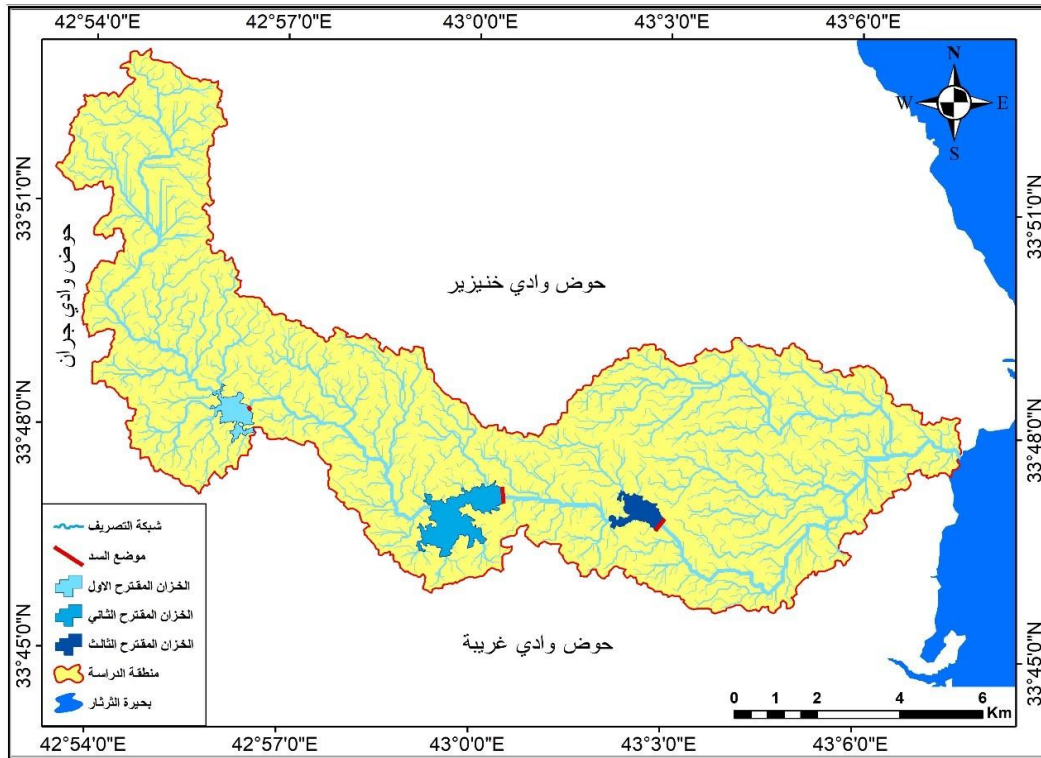 42°54'0"E 42°57'0"E 43°0'0"E 43°3'0"E 43°6'0"E
N
W E
S
33°51'0"N
33°51'0"N
حوض وادي جران
حوض وادي خنيزير
33°48'0"N
33°48'0"N
شبكة التصريف
موضع السد
الخزان المقترح الاول
الخزان المقترح الثاني
الخزان المقترح الثالث
منطقة الدراسة
بحيرة الثرثار
حوض وادي غريبة
33°45'0"N
33°45'0"N
0 1 2 4 6
Km
42°54'0"E 42°57'0"E 43°0'0"E 43°3'0"E 43°6'0"E